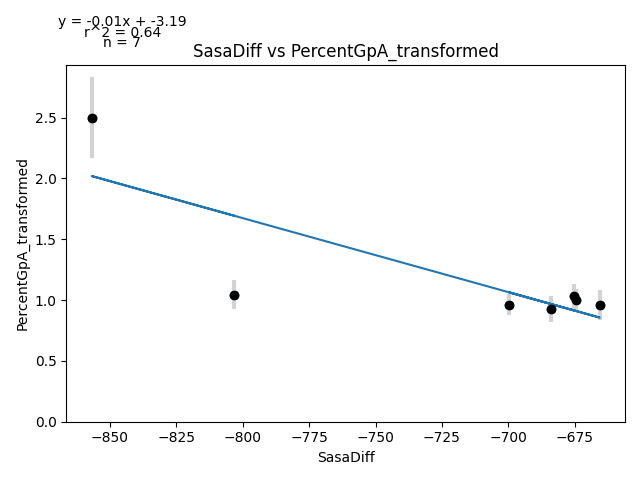 y = -0.01x + -3.19
r^2 = 0.64
n = 7
SasaDiff vs PercentGpA_transformed
PercentGpA_transformed
2.5
2.0
1.5
1.0
0.5
0.0
−850 −825 −800 −775 −750 −725 −700 −675
SasaDiff